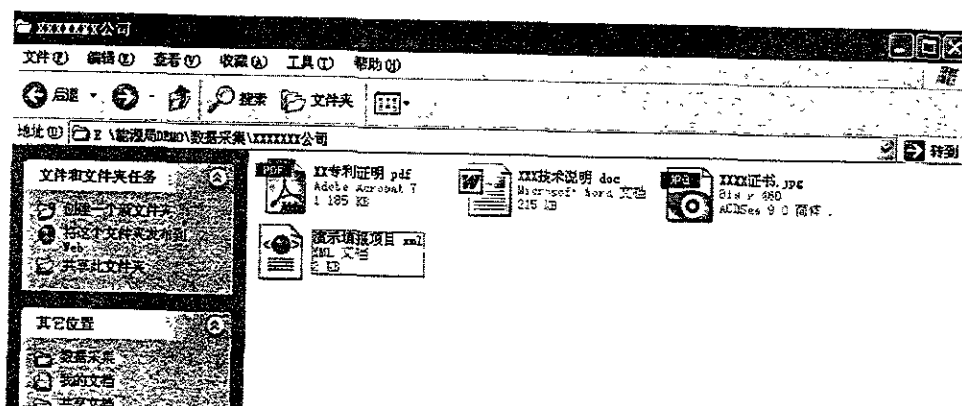 XXXXXXX公司
文件(F) 编辑(E) 查看(V) 收藏(A) 工具(T) 帮助(H)
后退 搜索 文件夹
地址(D) Z:\能源局DEMO\数据采集\XXXXXXX公司 转到
文件和文件夹任务
创建一个新文件夹
将这个文件夹发布到
Web
共享此文件夹
其它位置
数据采集
我的文档
共享文档
XX专利证明.pdf
Adobe Acrobat 7
1,185 KB
XXX技术说明.doc
Microsoft Word 文档
215 KB
XXXX证书.jpg
ACDSee 9.0
演示填报项目.xml
XML 文档
2 KB